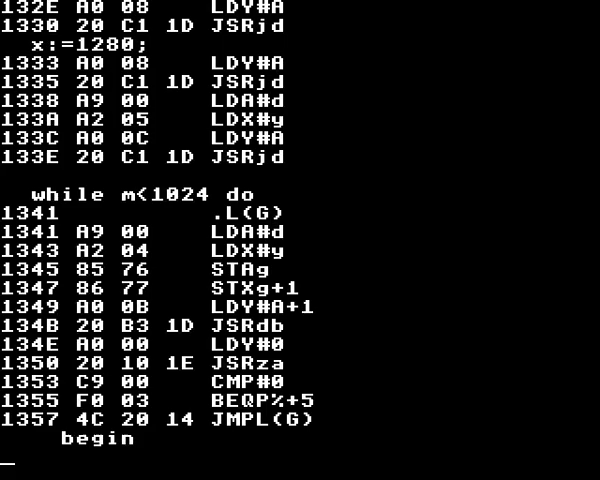 132E A0 08      LDY#A
1330 20 C1 1D JSRjd
  x:=1280;
1333 A0 08      LDY#A
1335 20 C1 1D JSRjd
1338 A9 00      LDA#d
133A A2 05      LDX#y
133C A0 0C      LDY#A
133E 20 C1 1D JSRjd
  while m<1024 do
1341          .L(G)
1341 A9 00      LDA#d
1343 A2 04      LDX#y
1345 85 76      STAg
1347 86 77      STXg+1
1349 A0 0B      LDY#A+1
134B 20 B3 1D JSRdb
134E A0 00      LDY#0
1350 20 10 1E JSRza
1353 C9 00      CMP#0
1355 F0 03      BEQP%+5
1357 4C 20 14 JMPL(G)
    begin
_